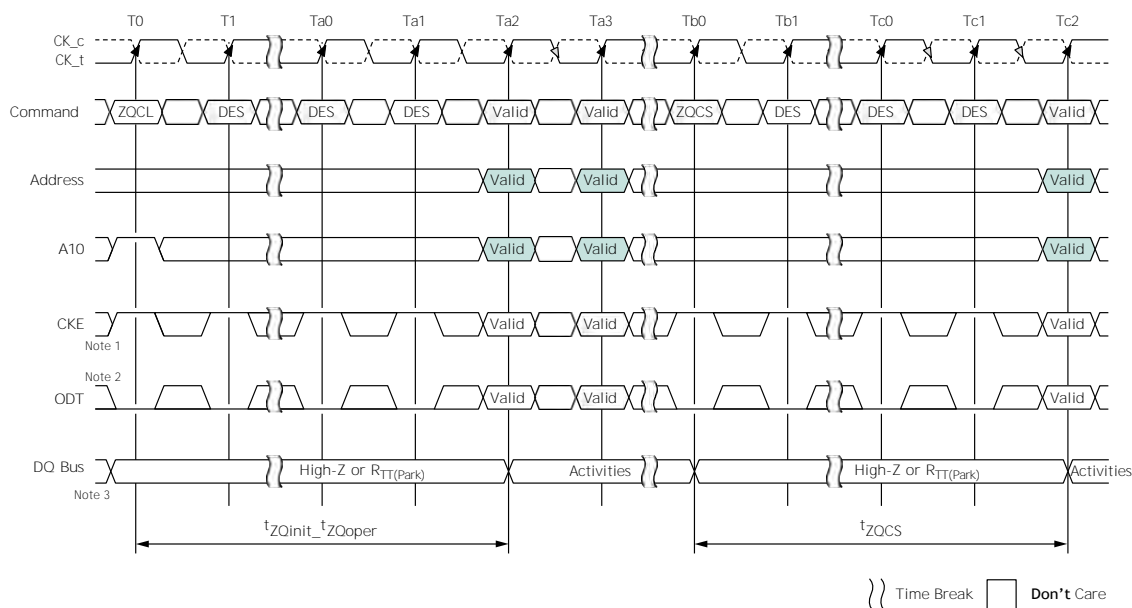 T0 T1 Ta0 Ta1 Ta2 Ta3 Tb0 Tb1 Tc0 Tc1 Tc2
CK_c
CK_t
Command ZQCL DES DES DES Valid Valid ZQCS DES DES DES Valid
Address Valid Valid Valid
A10 Valid Valid Valid
CKE Valid Valid Valid
Note 1
Note 2
ODT Valid Valid Valid
DQ Bus High-Z or RTT(Park) Activities High-Z or RTT(Park) Activities
Note 3
tZQinit_tZQoper tZQCS
Time Break Don't Care